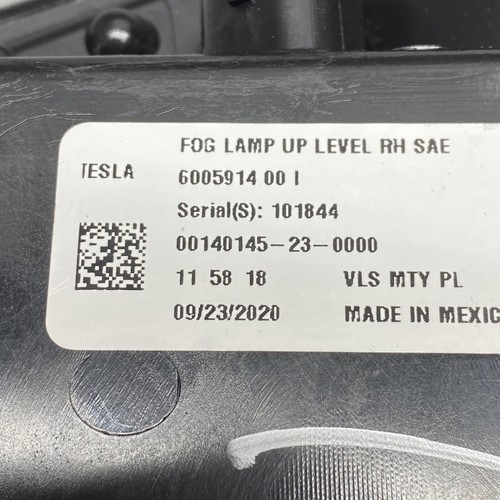 FOG LAMP UP LEVEL RH SAE
TESLA 6005914 00 I
Serial(S): 101844
00140145-23-0000
11 58 18 VLS MTY PL
09/23/2020 MADE IN MEXIC